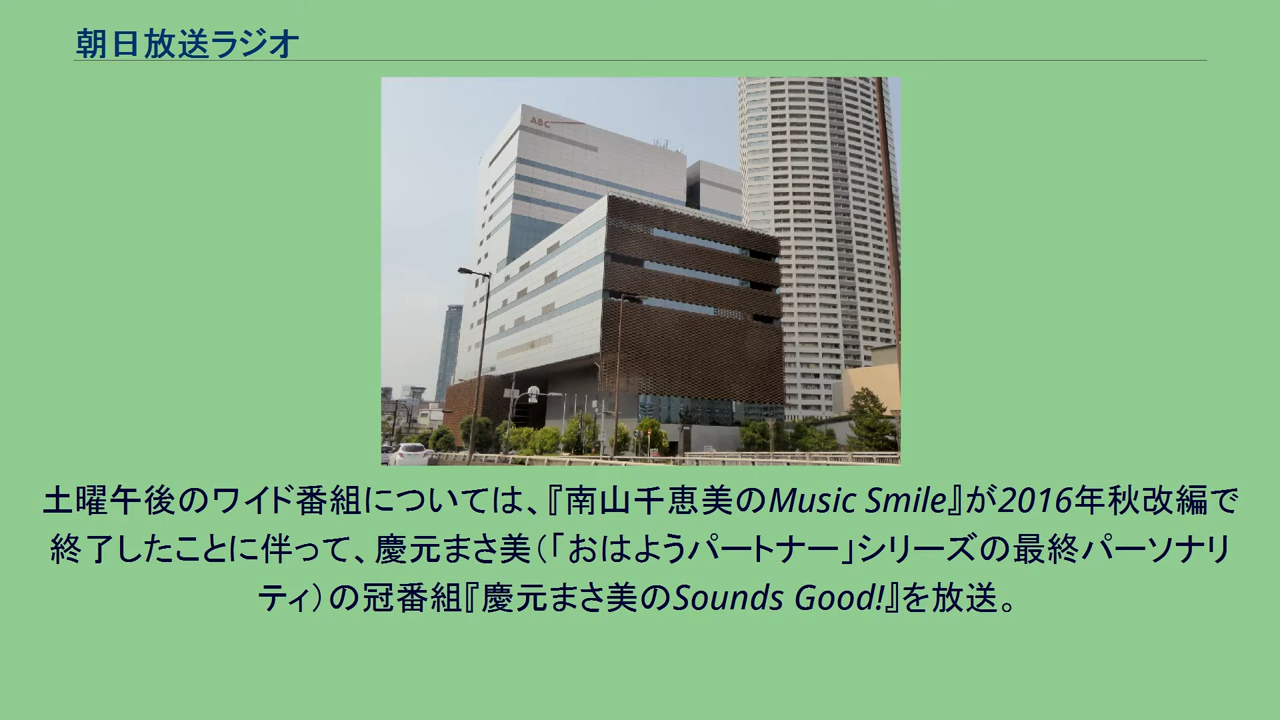 朝日放送ラジオ
ABC
土曜午後のワイド番組については、『南山千恵美のMusic Smile』が2016年秋改編で
終了したことに伴って、慶元まさ美（「おはようパートナー」シリーズの最終パーソナリ
ティ）の冠番組『慶元まさ美のSounds Good!』を放送。